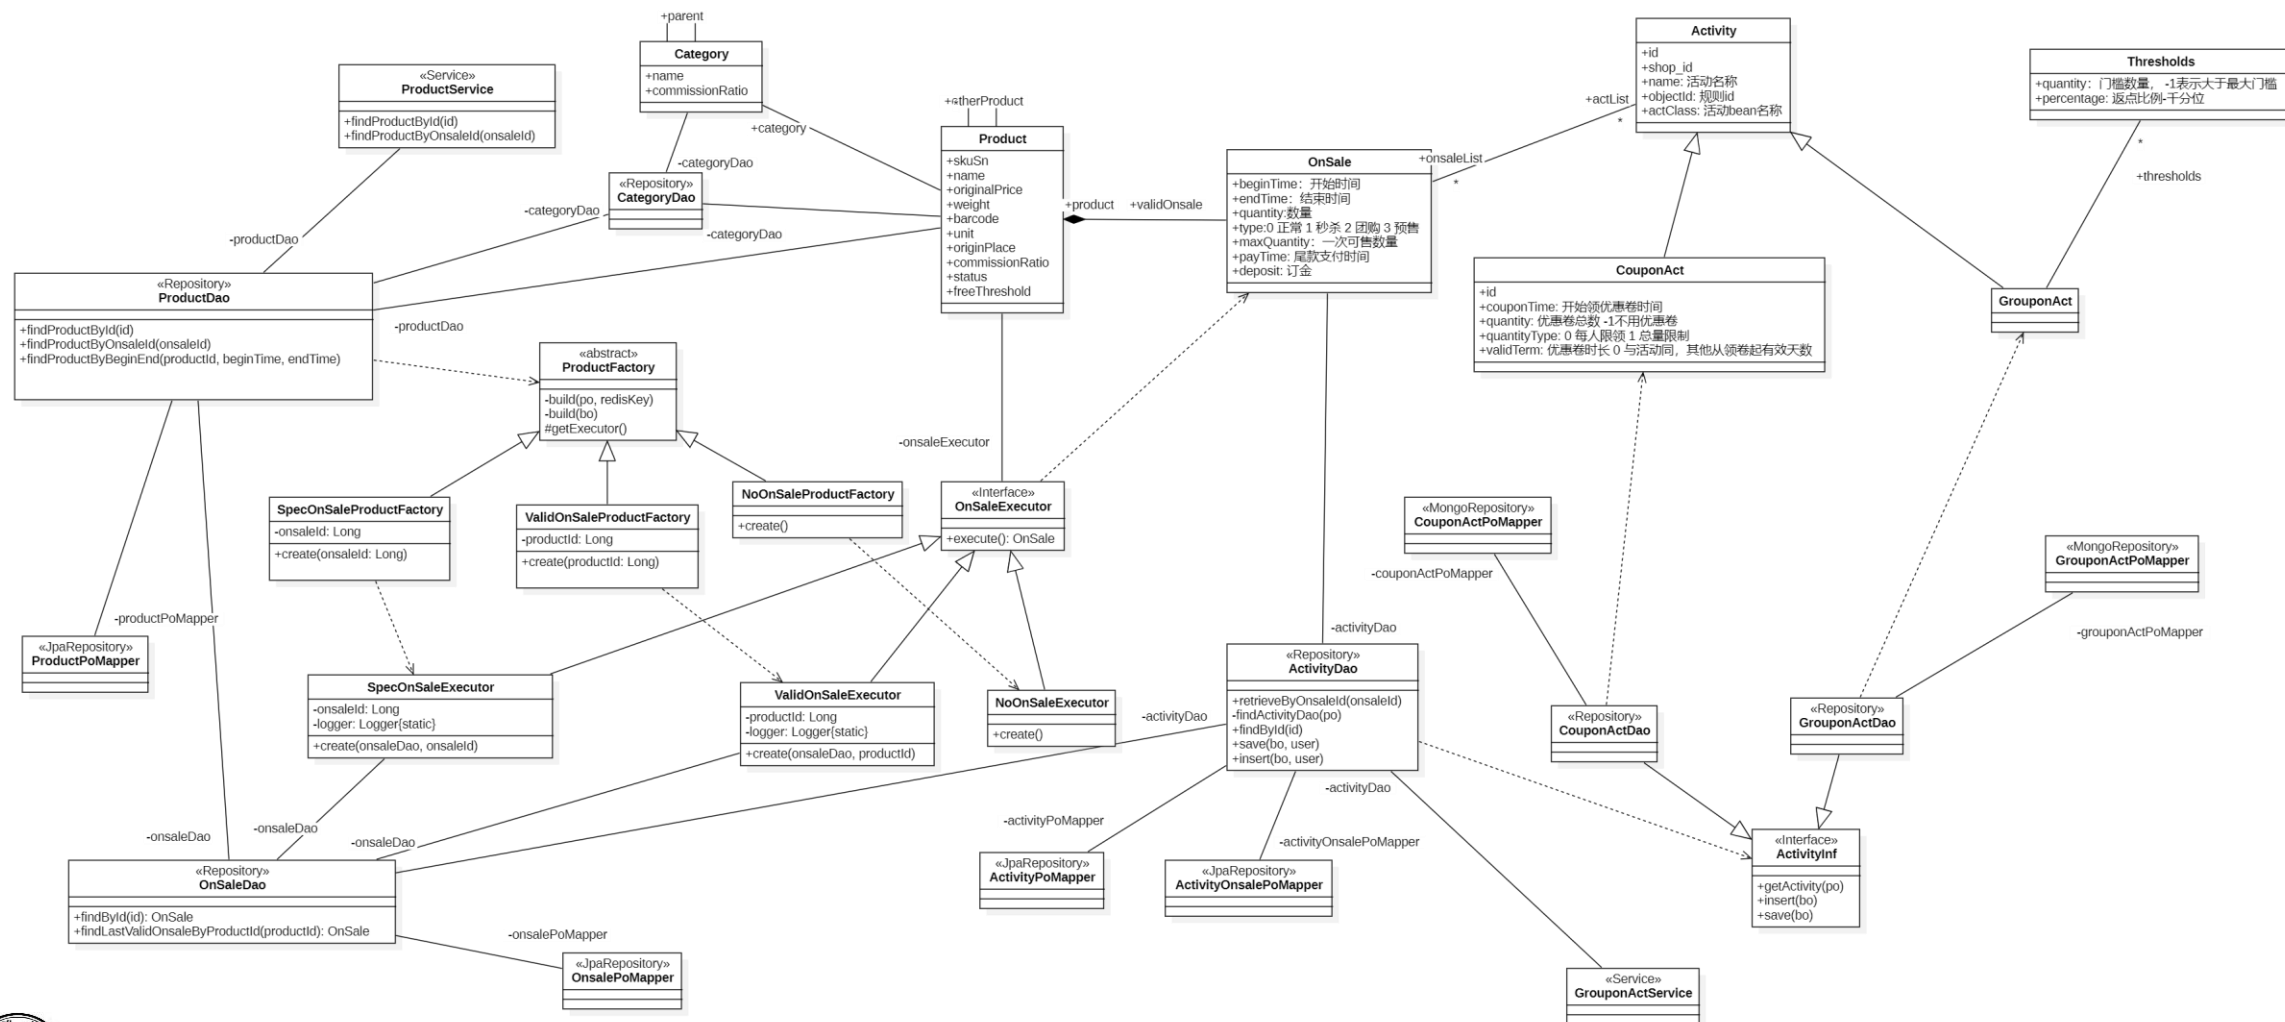 +parent
Category
+name
+commissionRatio
«Service»
ProductService
+findProductById(id)
+findProductByOnsaleId(onsaleId)
+category
-categoryDao
«Repository»
CategoryDao
-categoryDao
-categoryDao
-productDao
Product
+skuSn
+name
+originalPrice
+weight
+barcode
+unit
+originPlace
+commissionRatio
+status
+freeThreshold
+product
+validOnsale
OnSale
+beginTime：开始时间
+endTime：结束时间
+quantity:数量
+type:0 正常 1 秒杀 2 团购 3 预售
+maxQuantity：一次可售数量
+payTime: 尾款支付时间
+deposit: 订金
+onsaleList
*
+actList
*
Activity
+id
+shop_id
+name: 活动名称
+objectId: 规则id
+actClass: 活动bean名称
Thresholds
+quantity：门槛数量， -1表示大于最大门槛
+percentage: 返点比例-千分位
*
+thresholds
CouponAct
+id
+couponTime: 开始领优惠卷时间
+quantity: 优惠卷总数 -1不用优惠卷
+quantityType: 0 每人限领 1 总量限制
+validTerm: 优惠卷时长 0 与活动同，其他从领卷起有效天数
GrouponAct
«Repository»
ProductDao
+findProductById(id)
+findProductByOnsaleId(onsaleId)
+findProductByBeginEnd(productId, beginTime, endTime)
-productDao
«abstract»
ProductFactory
-build(po, redisKey)
-build(bo)
#getExecutor()
-onsaleExecutor
SpecOnSaleProductFactory
-onsaleId: Long
+create(onsaleId: Long)
ValidOnSaleProductFactory
-productId: Long
+create(productId: Long)
NoOnSaleProductFactory
+create()
«Interface»
OnSaleExecutor
+execute(): OnSale
«MongoRepository»
CouponActPoMapper
-couponActPoMapper
«MongoRepository»
GrouponActPoMapper
-grouponActPoMapper
-productPoMapper
«JpaRepository»
ProductPoMapper
SpecOnSaleExecutor
-onsaleId: Long
-logger: Logger{static}
+create(onsaleDao, onsaleId)
ValidOnSaleExecutor
-productId: Long
-logger: Logger{static}
+create(onsaleDao, productId)
NoOnSaleExecutor
+create()
-activityDao
-activityDao
«Repository»
ActivityDao
+retrieveByOnsaleId(onsaleId)
-findActivityDao(po)
+findById(id)
+save(bo, user)
+insert(bo, user)
«Repository»
CouponActDao
«Repository»
GrouponActDao
-onsaleDao
-onsaleDao
-onsaleDao
-activityDao
-activityPoMapper
-activityOnsalePoMapper
«Repository»
OnSaleDao
+findById(id): OnSale
+findLastValidOnsaleByProductId(productId): OnSale
-onsalePoMapper
«JpaRepository»
OnsalePoMapper
«JpaRepository»
ActivityPoMapper
«JpaRepository»
ActivityOnsalePoMapper
«Interface»
ActivityInf
+getActivity(po)
+insert(bo)
+save(bo)
«Service»
GrouponActService